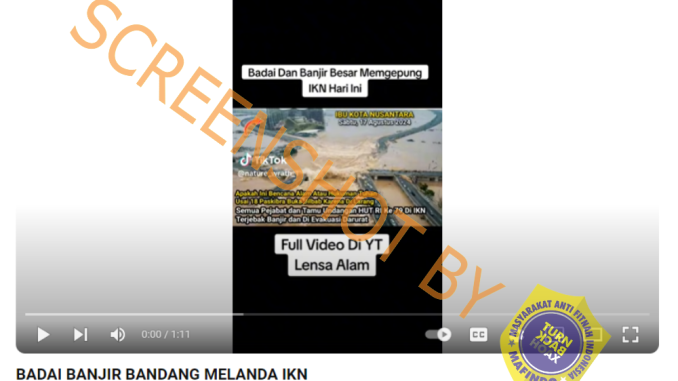 Badai Dan Banjir Besar Memgepung
IKN Hari Ini
IBU KOTA NUSANTARA
Sabtu, 17 Agustus 2024
TikTok
Apakah Ini Bencana Alam Atau Hukuman Tuhan
Usai 18 Paskibra Buka Jilbab Karena Di Larang
Semua Pejabat dan Tamu Undangan HUT RI Ke 79 Di IKN
Terjebak Banjir dan Di Evakuasi Darurat
Full Video Di YT
Lensa Alam
SCREENSHOT BY
MASYARAKAT ANTI FITNAH INDONESIA
TURN
BACK
HOAX
MAFINDO
0:00 / 1:11
CC
BADAI BANJIR BANDANG MELANDA IKN